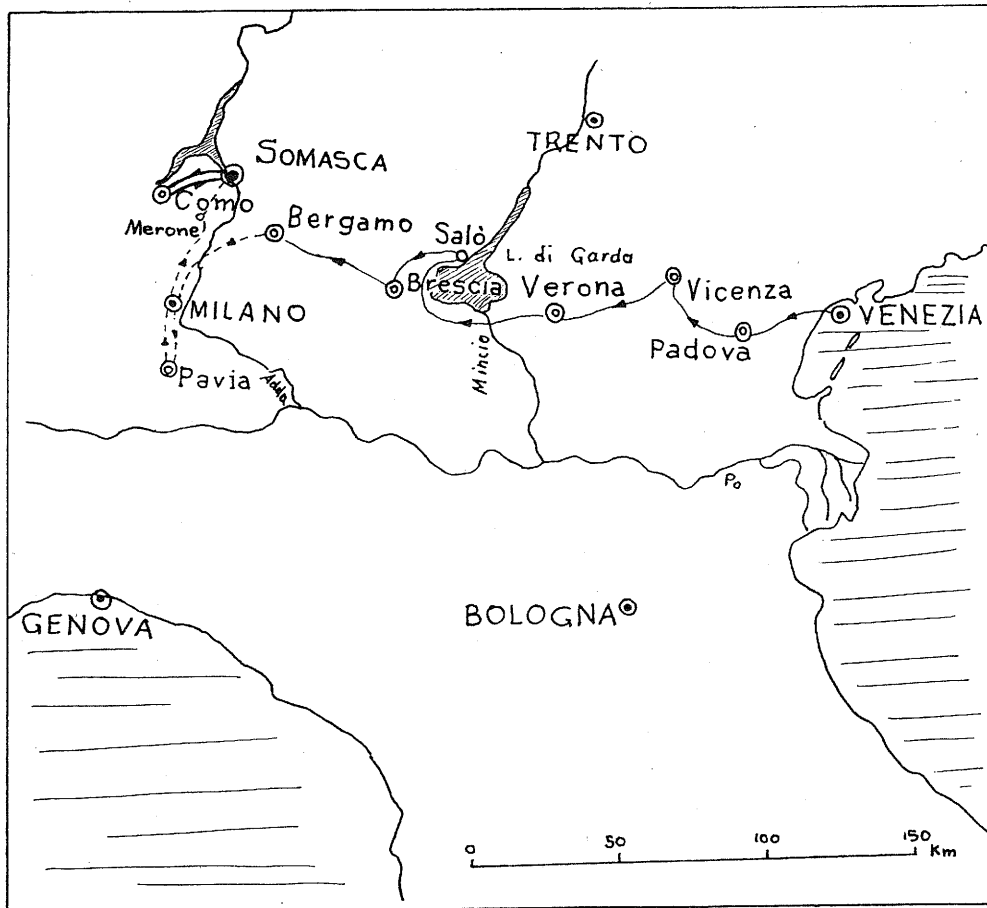 TRENTO
SOMASCA
Como
Merone
Bergamo
Salò
L. di Garda
Brescia
Verona
Vicenza
Padova
VENEZIA
MILANO
Pavia
Adda
Mincio
Po
GENOVA
BOLOGNA
0 50 100 150
Km